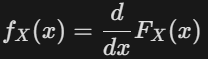 f_X(x) = \frac{d}{dx} F_X(x)